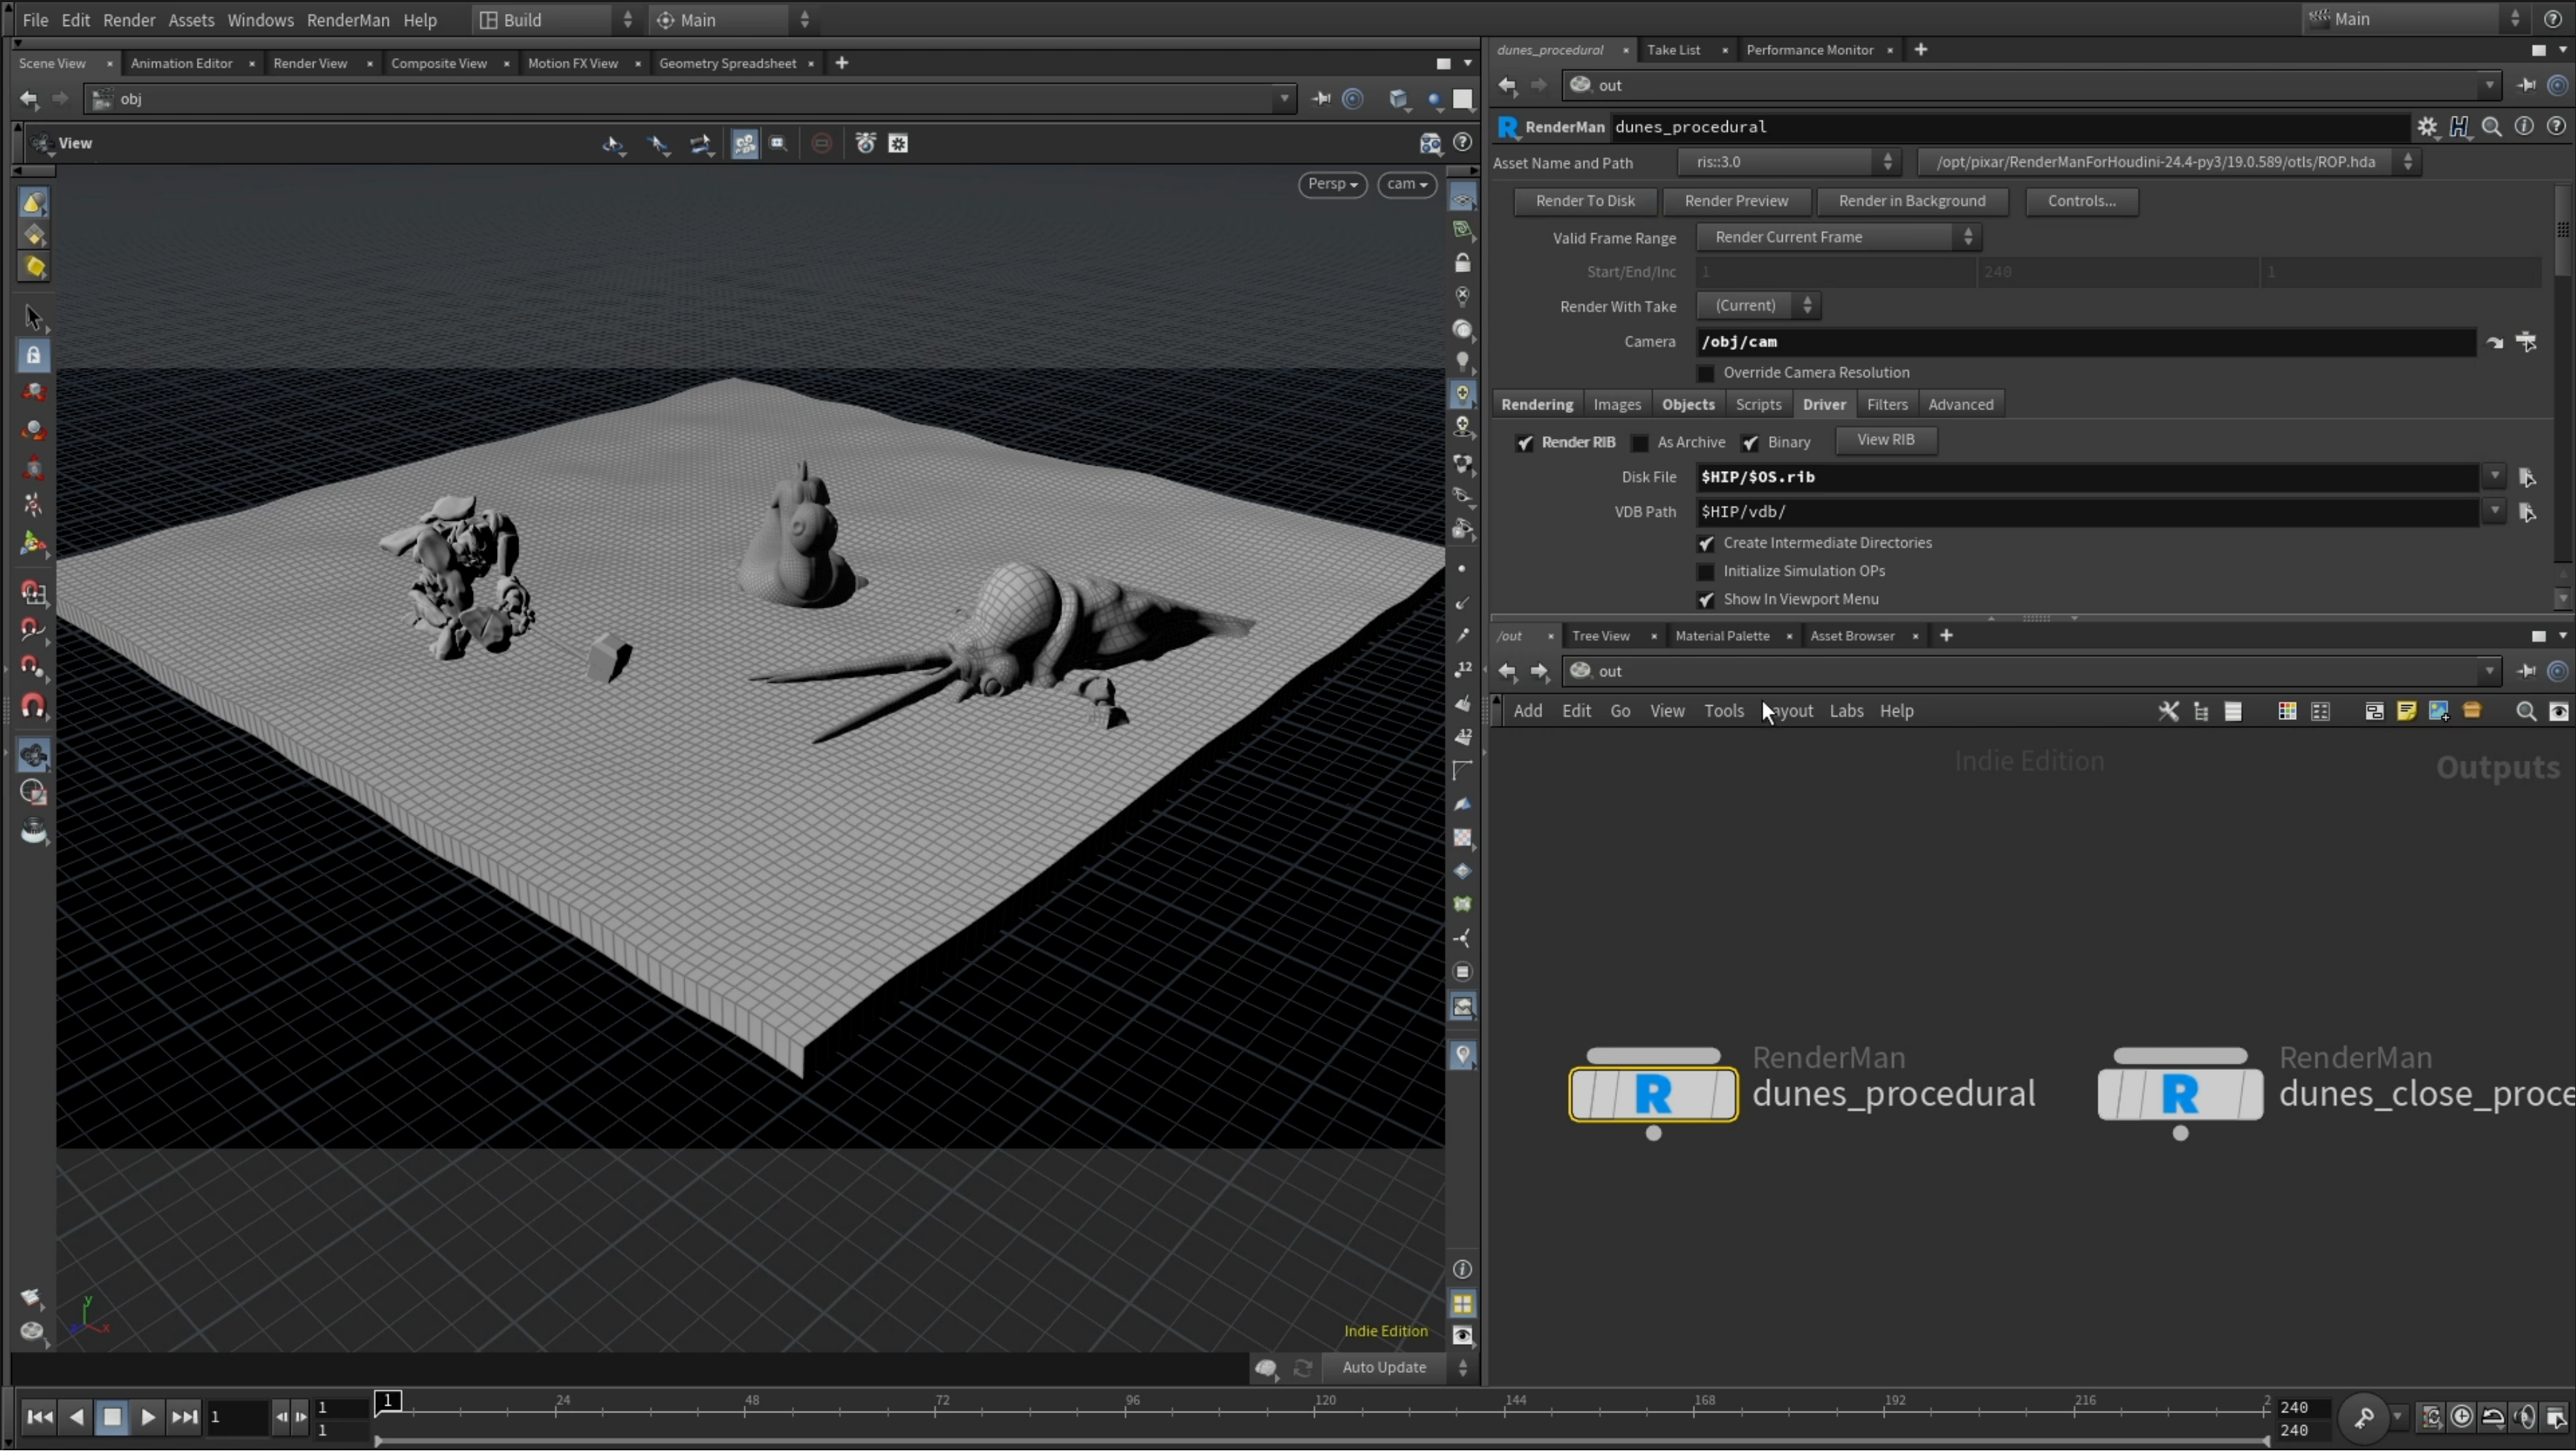 File Edit Render Assets Windows RenderMan Help Build Main Main
Scene View Animation Editor Render View Composite View Motion FX View Geometry Spreadsheet
obj
View
Persp cam
Indie Edition
Auto Update
dunes_procedural Take List Performance Monitor
out
RenderMan dunes_procedural
Asset Name and Path ris::3.0 /opt/pixar/RenderManForHoudini-24.4-py3/19.0.589/otls/ROP.hda
Render To Disk Render Preview Render in Background Controls...
Valid Frame Range Render Current Frame
Start/End/Inc 1 240 1
Render With Take (Current)
Camera /obj/cam
Override Camera Resolution
Rendering Images Objects Scripts Driver Filters Advanced
Render RIB As Archive Binary View RIB
Disk File $HIP/$OS.rib
VDB Path $HIP/vdb/
Create Intermediate Directories
Initialize Simulation OPs
Show In Viewport Menu
/out Tree View Material Palette Asset Browser
out
Add Edit Go View Tools ayout Labs Help
Indie Edition Outputs
RenderMan
dunes_procedural
RenderMan
dunes_close_proce
12
12
1 1 1 24 48 72 96 120 144 168 192 216 2 240
1 240